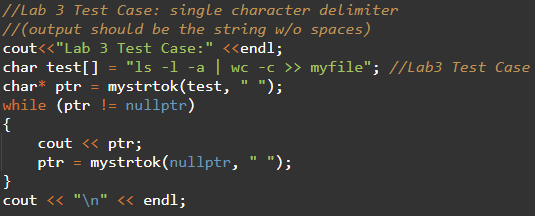 //Lab 3 Test Case: single character delimiter
//(output should be the string w/o spaces)
cout<<"Lab 3 Test Case:" <<endl;
char test[] = "ls -l -a | wc -c >> myfile"; //Lab3 Test Case
char* ptr = mystrtok(test, " ");
while (ptr != nullptr)
{
    cout << ptr;
    ptr = mystrtok(nullptr, " ");
}
cout << "\n" << endl;